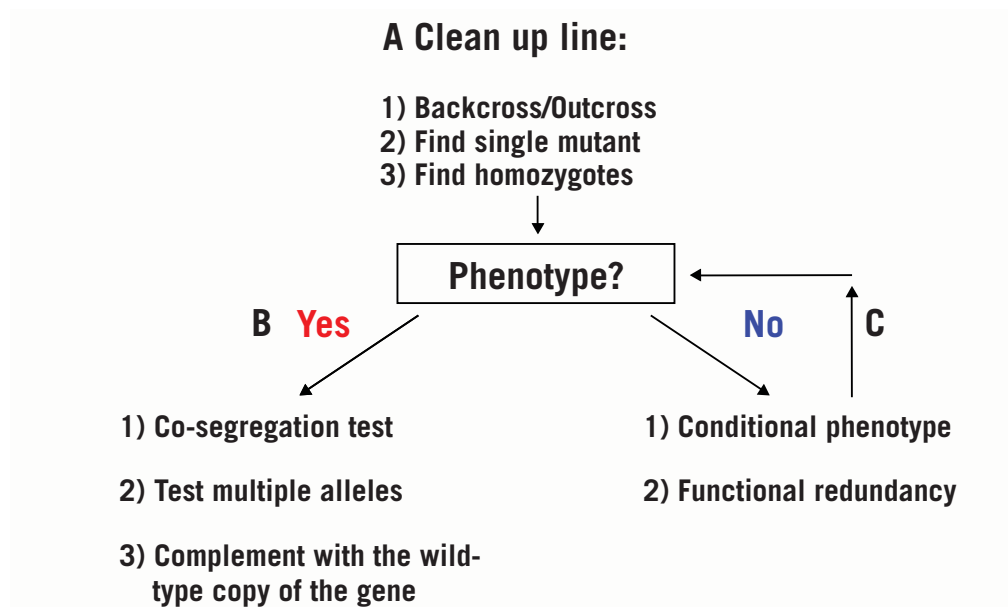 A Clean up line:
1) Backcross/Outcross
2) Find single mutant
3) Find homozygotes
Phenotype?
B Yes
No C
1) Co-segregation test
2) Test multiple alleles
3) Complement with the wild-
type copy of the gene
1) Conditional phenotype
2) Functional redundancy